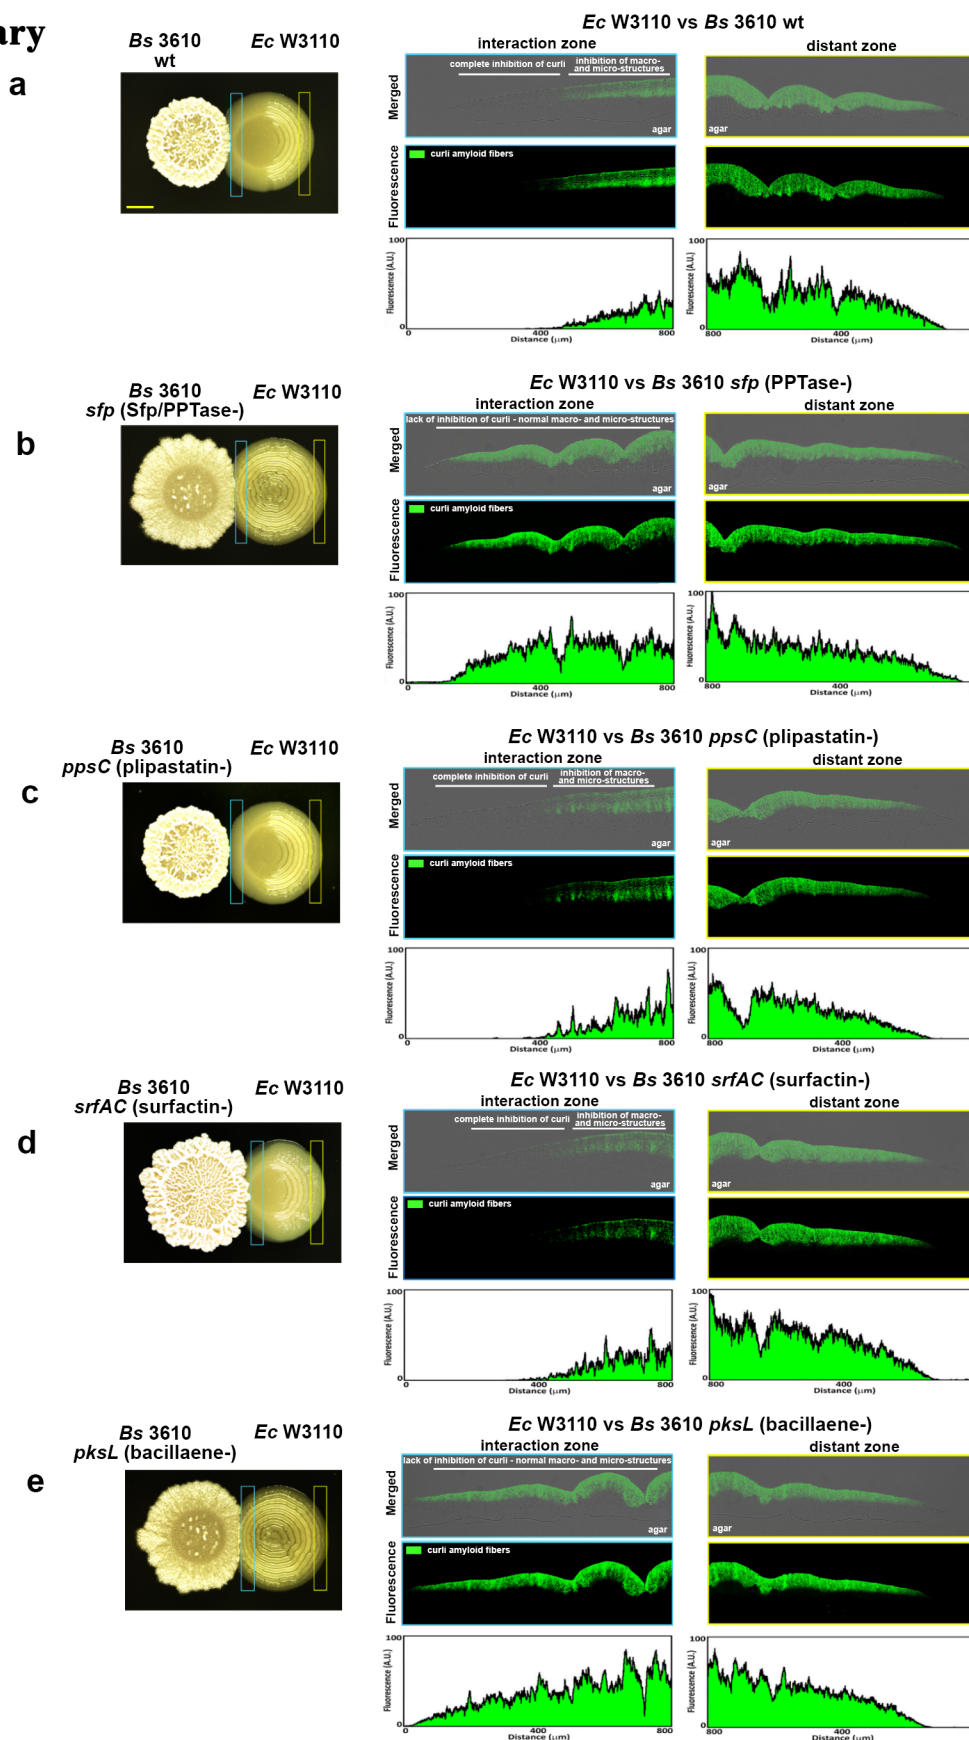 ary
a
Bs 3610
wt
Ec W3110
Ec W3110 vs Bs 3610 wt
interaction zone
distant zone
Merged
complete inhibition of curli
inhibition of macro-
and micro-structures
agar
agar
Fluorescence
curli amyloid fibers
Fluorescence (A.U.)
100
0
0
400
800
Distance (μm)
Fluorescence (A.U.)
100
0
800
400
Distance (μm)
b
Bs 3610
sfp (Sfp/PPTase-)
Ec W3110
Ec W3110 vs Bs 3610 sfp (PPTase-)
interaction zone
distant zone
Merged
lack of inhibition of curli - normal macro- and micro-structures
agar
agar
Fluorescence
curli amyloid fibers
Fluorescence (A.U.)
100
0
0
400
800
Distance (μm)
Fluorescence (A.U.)
100
0
800
400
Distance (μm)
c
Bs 3610
ppsC (plipastatin-)
Ec W3110
Ec W3110 vs Bs 3610 ppsC (plipastatin-)
interaction zone
distant zone
Merged
complete inhibition of curli
inhibition of macro-
and micro-structures
agar
agar
Fluorescence
curli amyloid fibers
Fluorescence (A.U.)
100
0
0
400
800
Distance (μm)
Fluorescence (A.U.)
100
0
800
400
Distance (μm)
d
Bs 3610
srfAC (surfactin-)
Ec W3110
Ec W3110 vs Bs 3610 srfAC (surfactin-)
interaction zone
distant zone
Merged
complete inhibition of curli
inhibition of macro-
and micro-structures
agar
agar
Fluorescence
curli amyloid fibers
Fluorescence (A.U.)
100
0
0
400
800
Distance (μm)
Fluorescence (A.U.)
100
0
800
400
Distance (μm)
e
Bs 3610
pksL (bacillaene-)
Ec W3110
Ec W3110 vs Bs 3610 pksL (bacillaene-)
interaction zone
distant zone
Merged
lack of inhibition of curli - normal macro- and micro-structures
agar
agar
Fluorescence
curli amyloid fibers
Fluorescence (A.U.)
100
0
0
400
800
Distance (μm)
Fluorescence (A.U.)
100
0
800
400
Distance (μm)